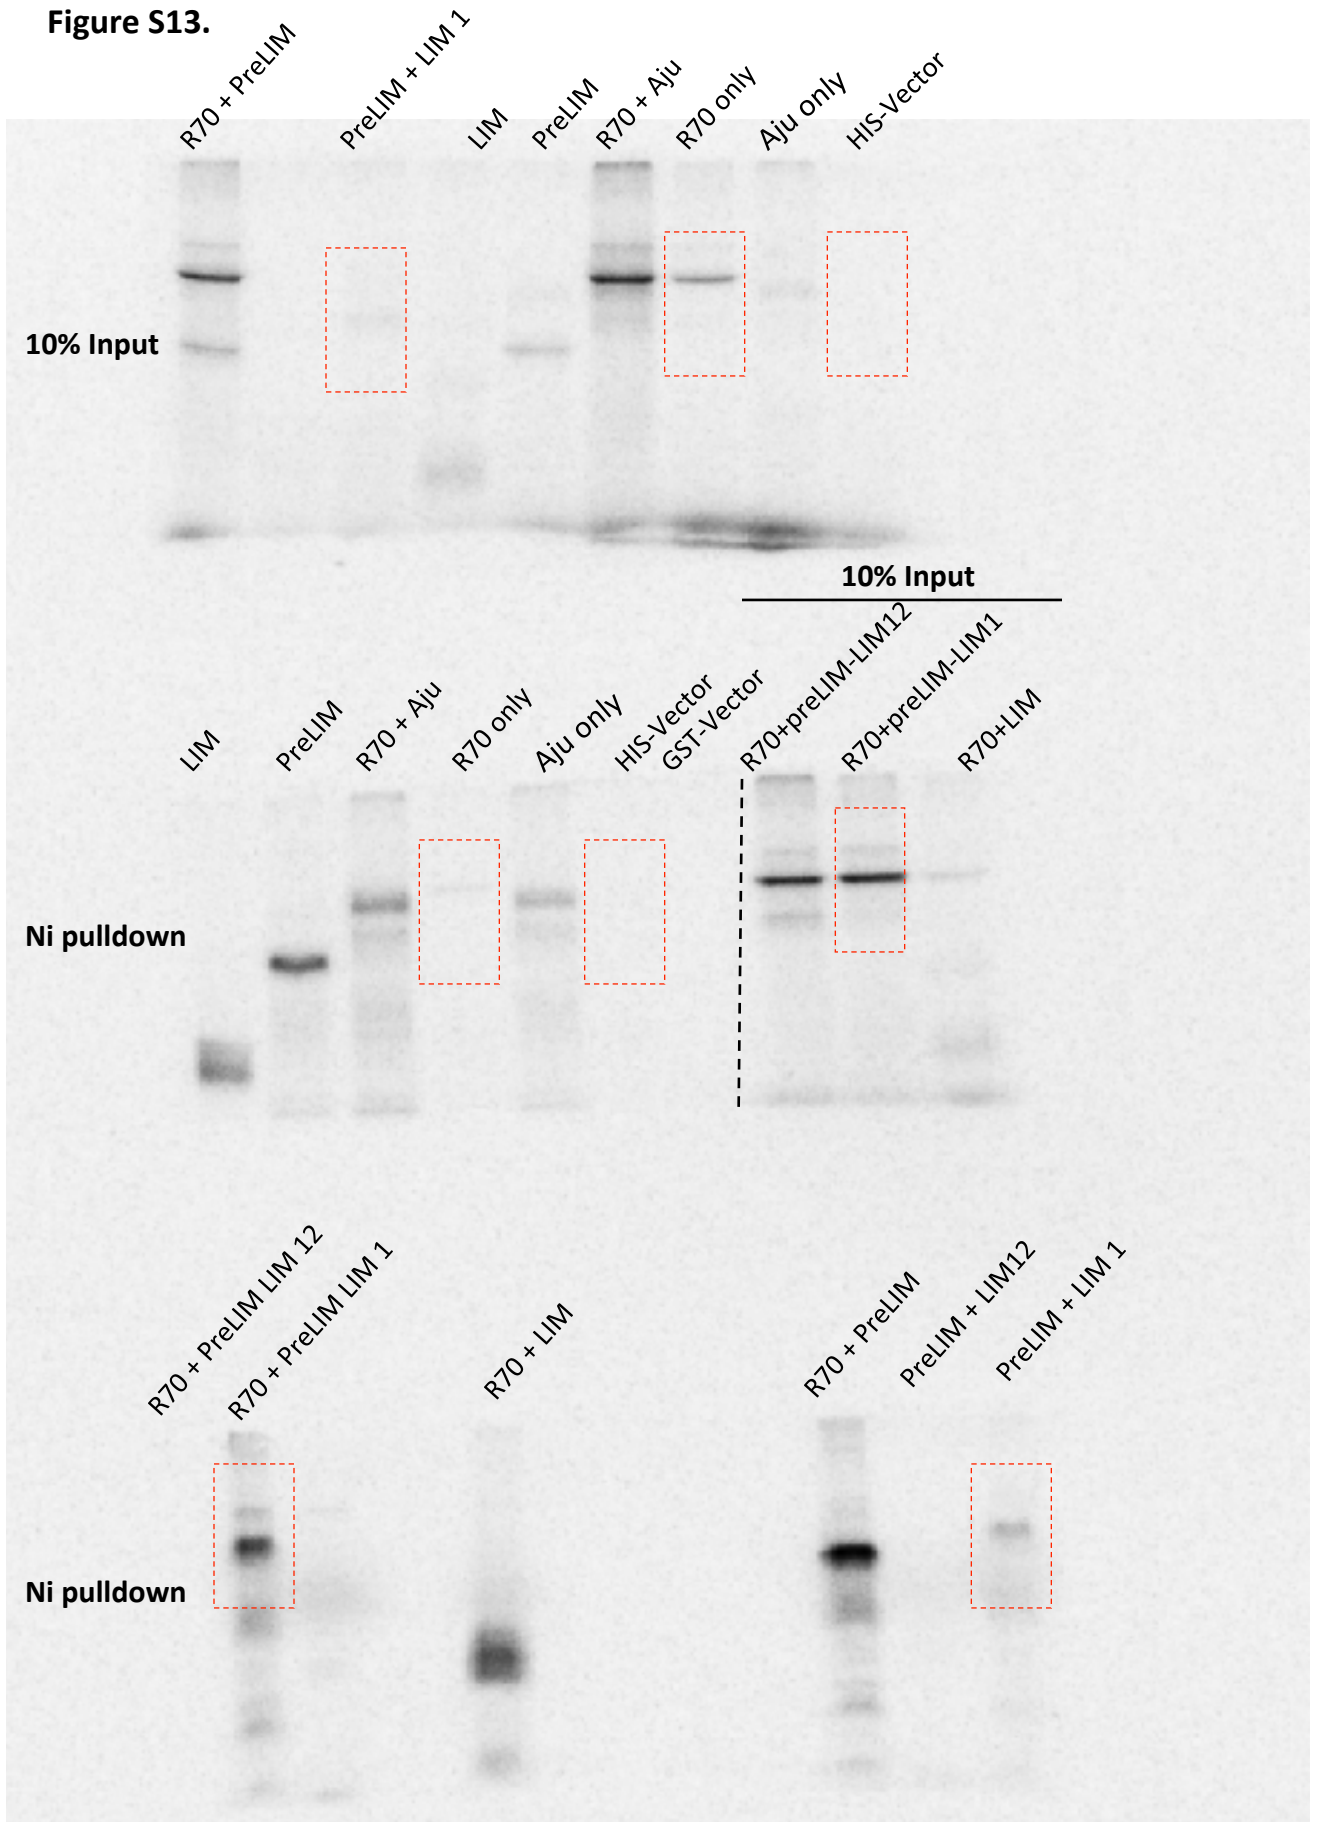 Figure S13.
R70 + PreLIM
PreLIM + LIM 1
LIM
PreLIM
R70 + Aju
R70 only
Aju only
HIS-Vector
10% Input
10% Input
LIM
PreLIM
R70 + Aju
R70 only
Aju only
HIS-Vector
GST-Vector
R70+preLIM-LIM12
R70+preLIM-LIM1
R70+LIM
Ni pulldown
R70 + PreLIM LIM 12
R70 + PreLIM LIM 1
R70 + LIM
R70 + PreLIM
PreLIM + LIM12
PreLIM + LIM 1
Ni pulldown